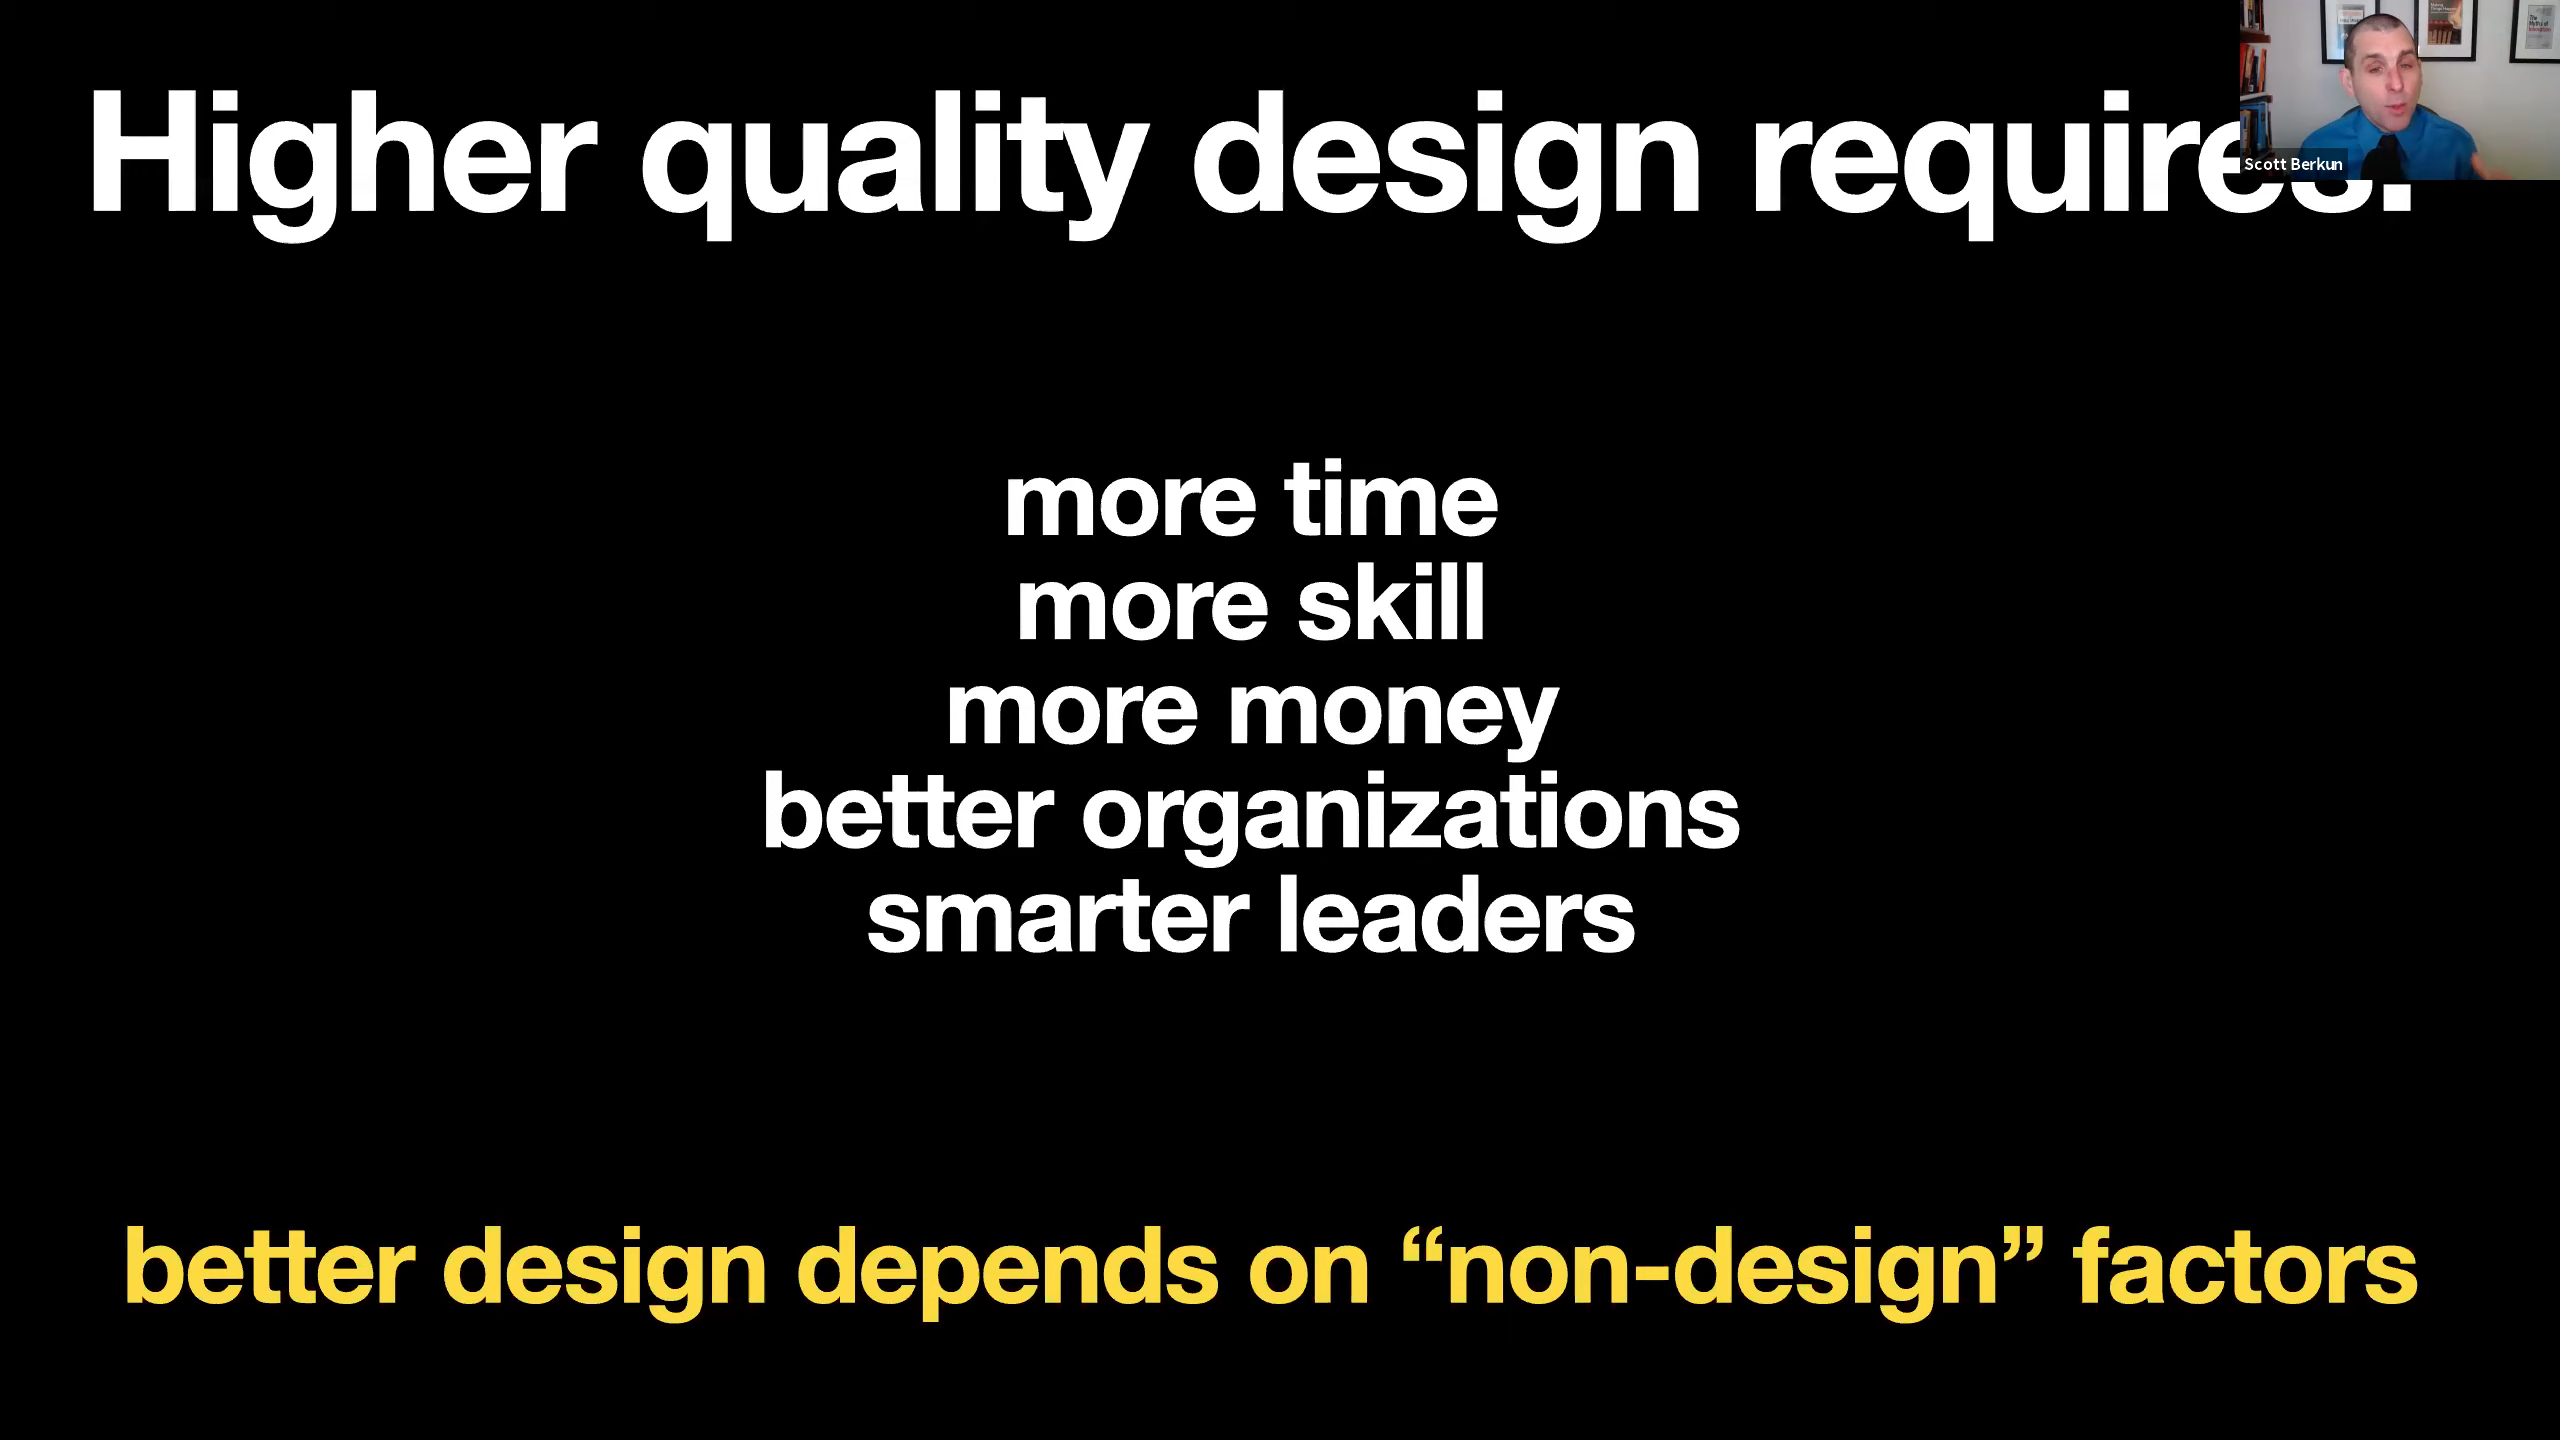 Higher quality design requires:
Scott Berkun
more time
more skill
more money
better organizations
smarter leaders
better design depends on “non-design” factors